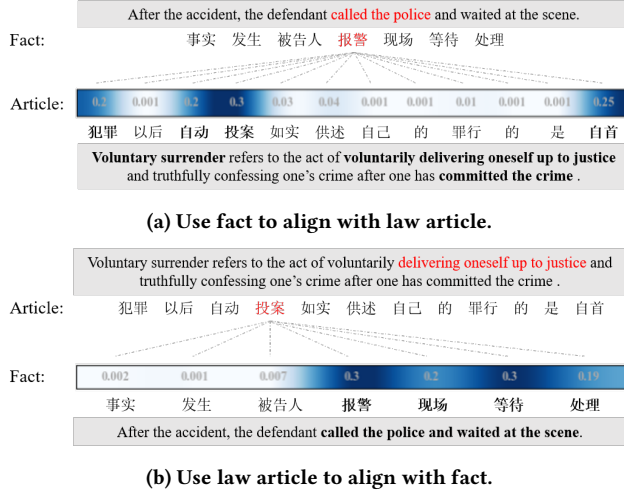 After the accident, the defendant called the police and waited at the scene.
Fact: 事实 发生 被告人 报警 现场 等待 处理
Article: 0.2 0.001 0.2 0.3 0.03 0.04 0.001 0.001 0.01 0.001 0.001 0.25
犯罪 以后 自动 投案 如实 供述 自己 的 罪行 的 是 自首
Voluntary surrender refers to the act of voluntarily delivering oneself up to justice
and truthfully confessing one's crime after one has committed the crime .
(a) Use fact to align with law article.
Voluntary surrender refers to the act of voluntarily delivering oneself up to justice and
truthfully confessing one's crime after one has committed the crime .
Article: 犯罪 以后 自动 投案 如实 供述 自己 的 罪行 的 是 自首
Fact: 0.002 0.001 0.007 0.3 0.2 0.3 0.19
事实 发生 被告人 报警 现场 等待 处理
After the accident, the defendant called the police and waited at the scene.
(b) Use law article to align with fact.